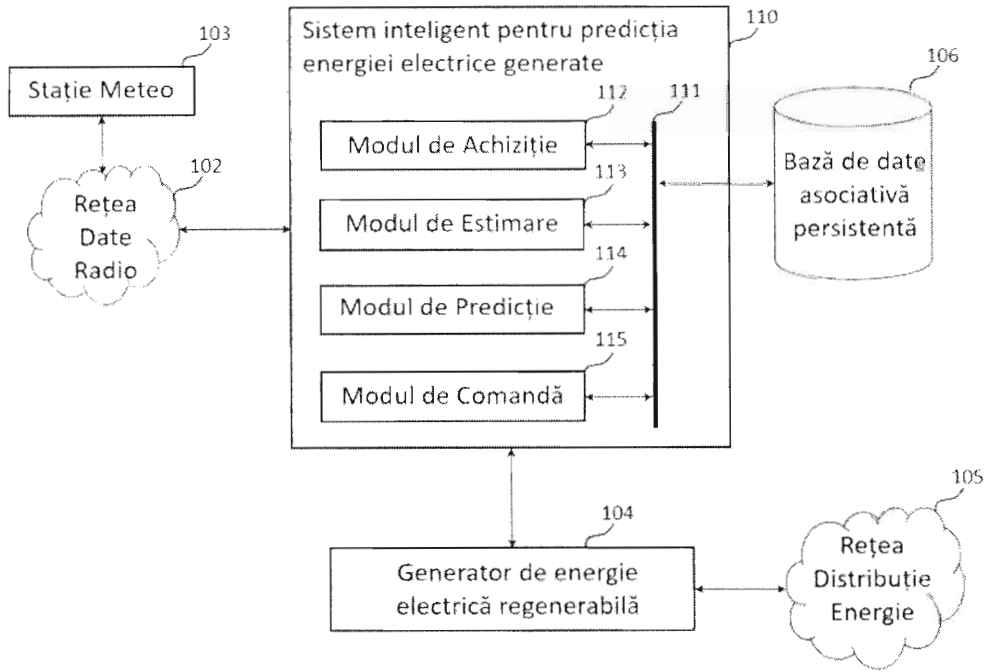 110
Sistem inteligent pentru predicția
energiei electrice generate
103
Stație Meteo
102
Rețea
Date
Radio
112
111
Modul de Achiziție
113
Modul de Estimare
114
Modul de Predicție
115
Modul de Comandă
106
Bază de date
asociativă
persistentă
104
Generator de energie
electrică regenerabilă
105
Rețea
Distribuție
Energie